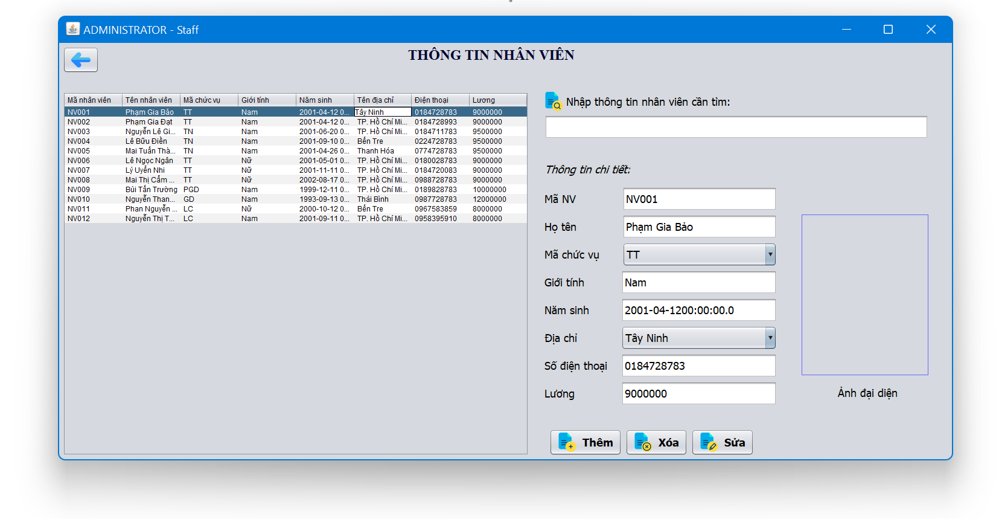 ADMINISTRATOR - Staff
THÔNG TIN NHÂN VIÊN
Mã nhân viên Tên nhân viên Mã chức vụ Giới tính Năm sinh Tên địa chỉ Điện thoại Lương
NV001 Phạm Gia Bảo TT Nam 2001-04-12 0... Tây Ninh 0184728783 9000000
NV002 Phạm Gia Đạt TT Nam 2001-04-12 0... TP. Hồ Chí Mi... 0184728993 9000000
NV003 Nguyễn Lê Gi... TN Nam 2001-06-20 0... TP. Hồ Chí Mi... 0184711783 9500000
NV004 Lê Bữu Điền TN Nam 2001-09-10 0... Bến Tre 0224728783 9500000
NV005 Mai Tuấn Thà... TN Nam 2001-04-26 0... Thanh Hóa 0774728783 9500000
NV006 Lê Ngọc Ngân TT Nữ 2001-05-01 0... TP. Hồ Chí Mi... 0180028783 9000000
NV007 Lý Uyển Nhi TT Nữ 2001-11-11 0... TP. Hồ Chí Mi... 0184720083 9000000
NV008 Mai Thị Cẩm ... TT Nữ 2002-08-17 0... TP. Hồ Chí Mi... 0988728783 9000000
NV009 Bùi Tấn Trường PGD Nam 1999-12-11 0... TP. Hồ Chí Mi... 0189828783 10000000
NV010 Nguyễn Than... GD Nam 1993-09-13 0... Thái Bình 0987728783 12000000
NV011 Phan Nguyễn ... LC Nữ 2000-10-12 0... Bến Tre 0967583859 8000000
NV012 Nguyễn Thị T... LC Nam 2001-09-11 0... TP. Hồ Chí Mi... 0958395910 8000000
Nhập thông tin nhân viên cần tìm:
Thông tin chi tiết:
Mã NV NV001
Họ tên Phạm Gia Bảo
Mã chức vụ TT
Giới tính Nam
Năm sinh 2001-04-1200:00:00.0
Địa chỉ Tây Ninh
Số điện thoại 0184728783
Lương 9000000
Ảnh đại diện
Thêm Xóa Sửa